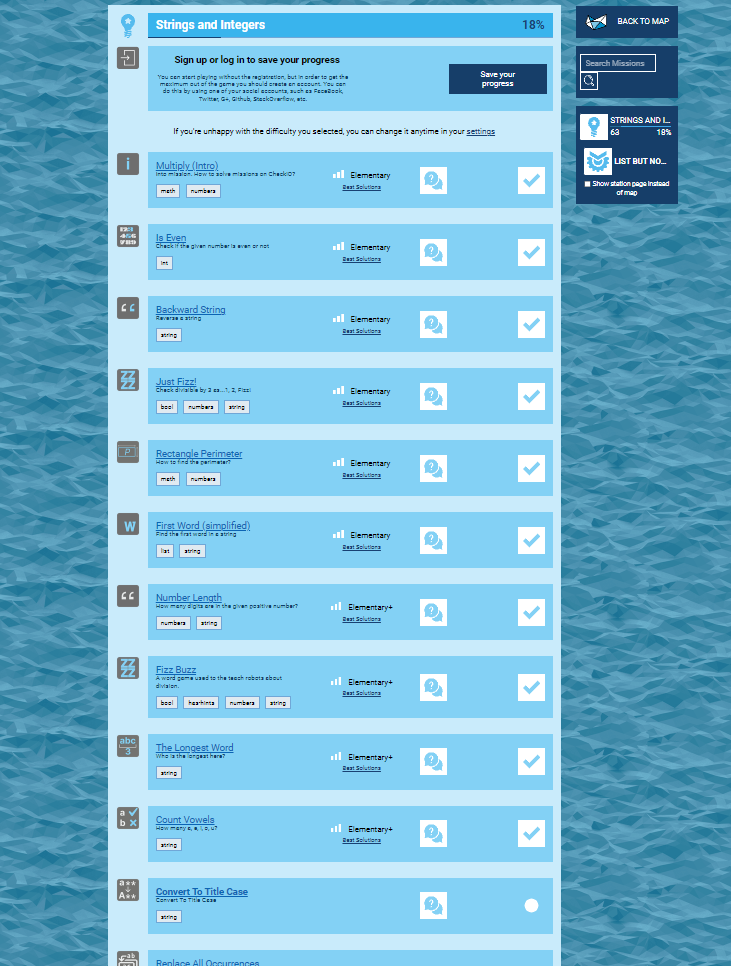 Strings and Integers
18%
Sign up or log in to save your progress
You can start playing without the registration, but in order to get the
maximum out of the game you should create an account. You can
do this by using one of your social accounts, such as FaceBook,
Twitter, G+, Github, StackOverflow, etc.
Save your
progress
If you're unhappy with the difficulty you selected, you can change it anytime in your settings
Multiply (Intro)
Into mission. How to solve missions on CheckiO?
math numbers
Elementary
Best Solutions
Is Even
Check if the given number is even or not
int
Elementary
Best Solutions
Backward String
Reverse a string
string
Elementary
Best Solutions
Just Fizz!
Check divisible by 3 as...1, 2, Fizz!
bool numbers string
Elementary
Best Solutions
Rectangle Perimeter
How to find the perimeter?
math numbers
Elementary
Best Solutions
First Word (simplified)
Find the first word in a string
list string
Elementary
Best Solutions
Number Length
How many digits are in the given positive number?
numbers string
Elementary+
Best Solutions
Fizz Buzz
A word game used to the teach robots about
division.
bool hasHints numbers string
Elementary+
Best Solutions
The Longest Word
Who is the longest here?
string
Elementary+
Best Solutions
Count Vowels
How many a, e, i, o, u?
string
Elementary+
Best Solutions
Convert To Title Case
Convert To Title Case
string
Replace All Occurrences
BACK TO MAP
Search Missions
STRINGS AND I...
63 18%
LIST BUT NO...
Show station page instead
of map